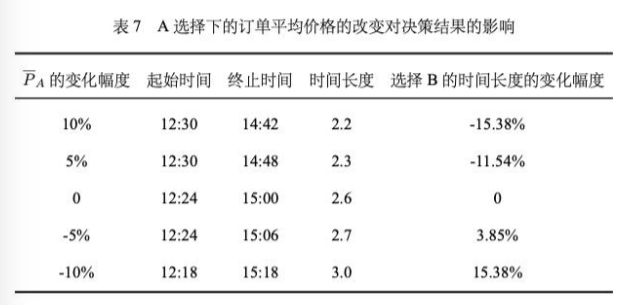 表 7 A 选择下的订单平均价格的改变对决策结果的影响
P̅A 的变化幅度 起始时间 终止时间 时间长度 选择 B 的时间长度的变化幅度
10% 12:30 14:42 2.2 -15.38%
5% 12:30 14:48 2.3 -11.54%
0 12:24 15:00 2.6 0
-5% 12:24 15:06 2.7 3.85%
-10% 12:18 15:18 3.0 15.38%